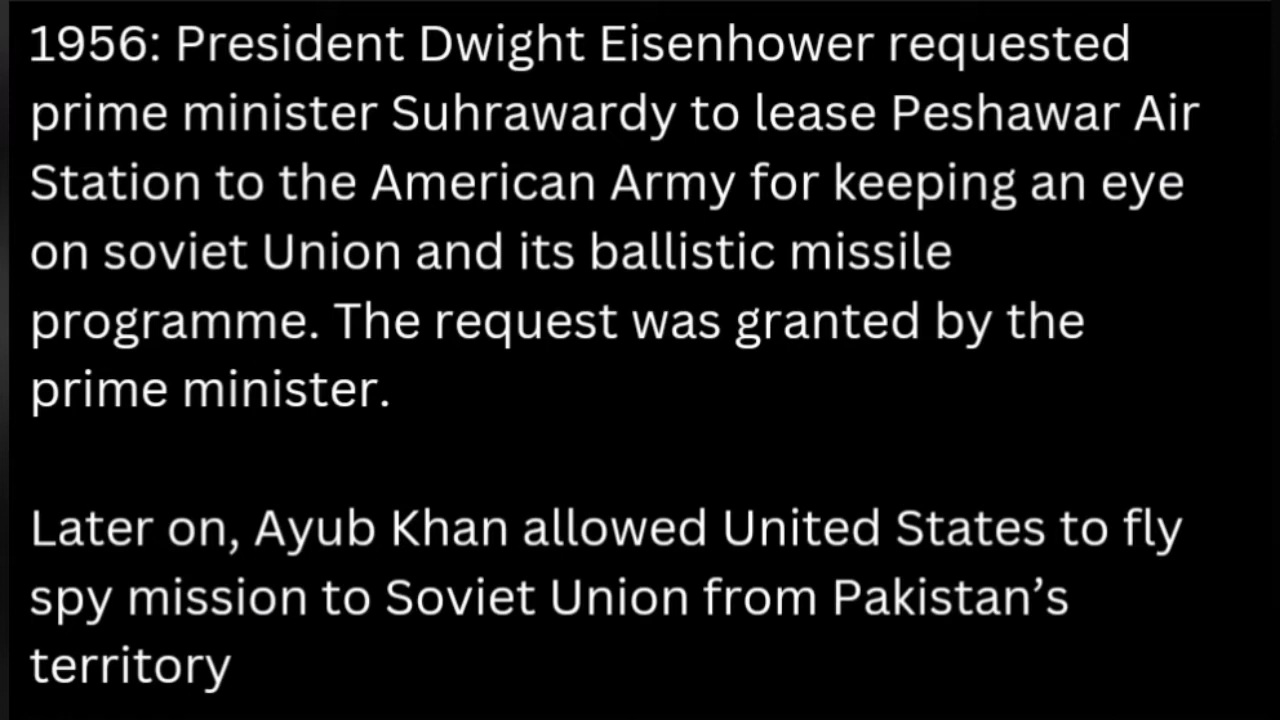 1956: President Dwight Eisenhower requested
prime minister Suhrawardy to lease Peshawar Air
Station to the American Army for keeping an eye
on soviet Union and its ballistic missile
programme. The request was granted by the
prime minister.
Later on, Ayub Khan allowed United States to fly
spy mission to Soviet Union from Pakistan’s
territory